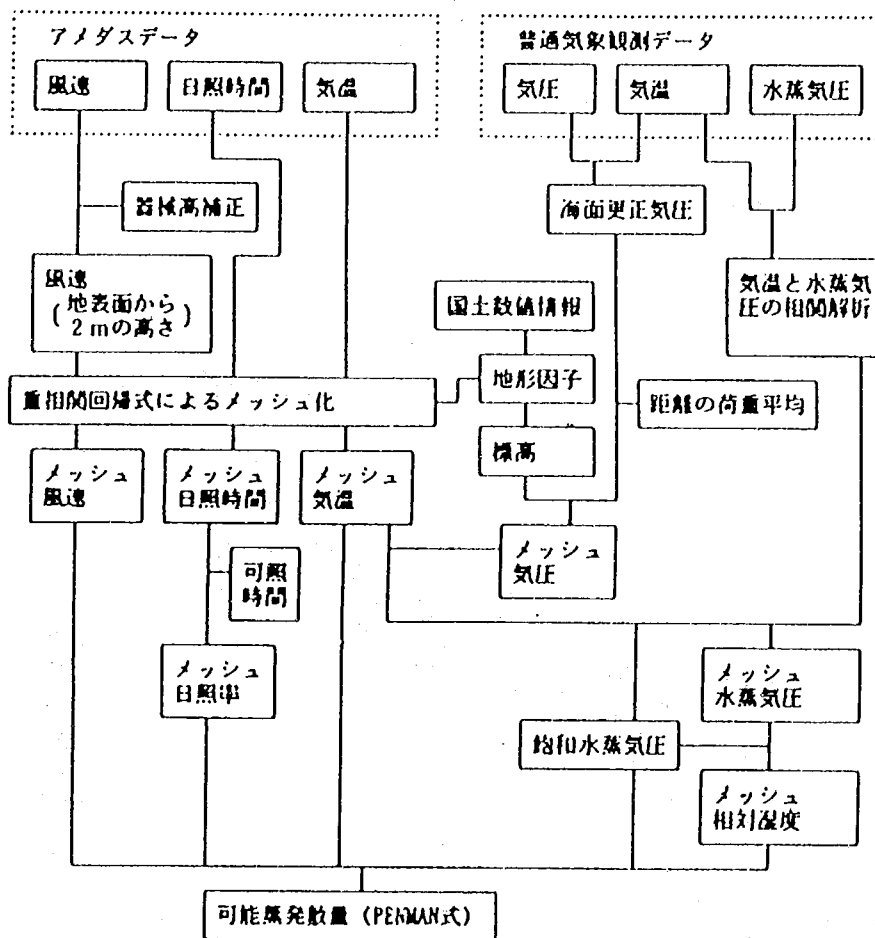 アメダスデータ
風速
日照時間
気温
普通気象観測データ
気圧
気温
水蒸気圧
器械高補正
海面更正気圧
風速
(地表面から
2mの高さ)
国土数値情報
気温と水蒸気
圧の相関解析
地形因子
重相関回帰式によるメッシュ化
距離の荷重平均
標高
メッシュ
風速
メッシュ
日照時間
メッシュ
気温
メッシュ
気圧
可照
時間
メッシュ
日照率
メッシュ
水蒸気圧
飽和水蒸気圧
メッシュ
相対湿度
可能蒸発散量(PENMAN式)